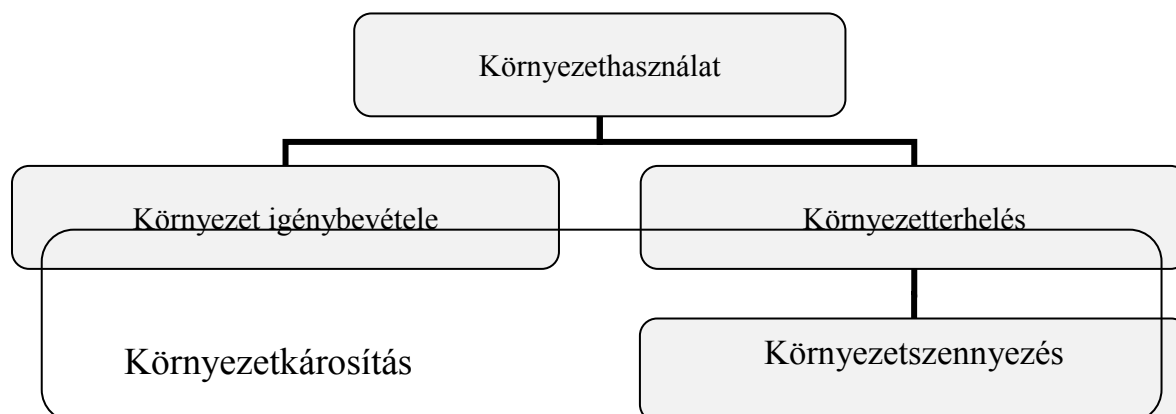 Környezethasználat
Környezet igénybevétele
Környezetterhelés
Környezetkárosítás
Környezetszennyezés